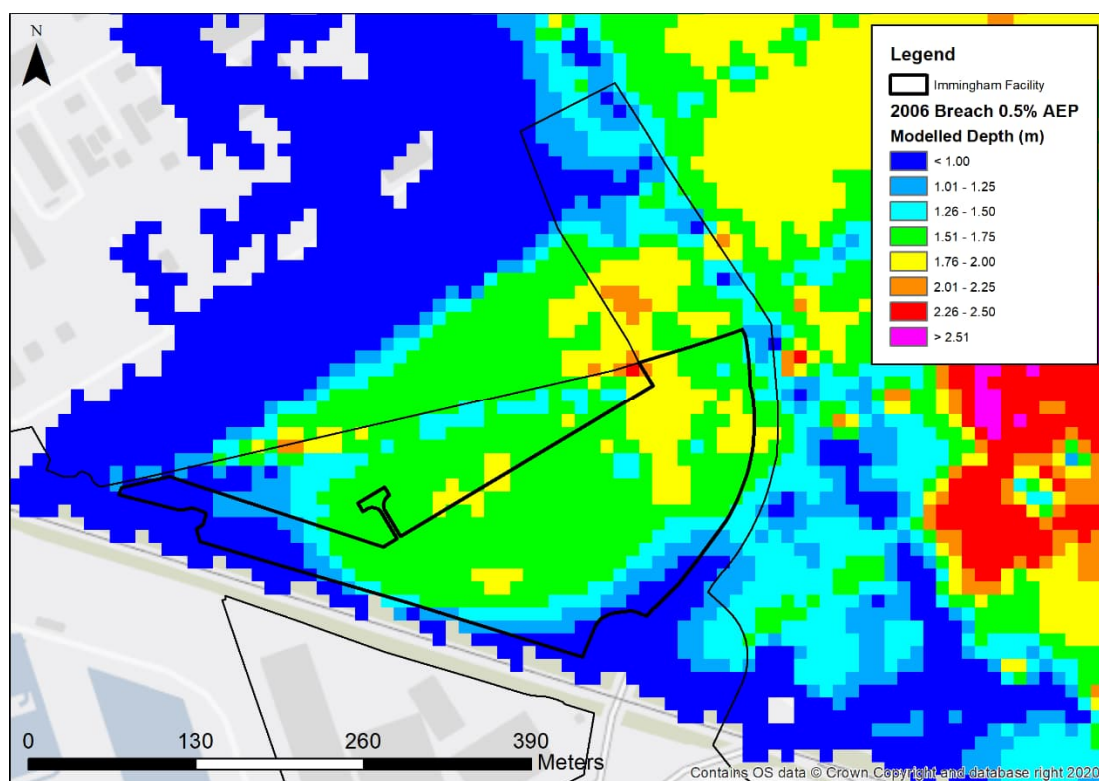 N
Legend
Immingham Facility
2006 Breach 0.5% AEP
Modelled Depth (m)
< 1.00
1.01 - 1.25
1.26 - 1.50
1.51 - 1.75
1.76 - 2.00
2.01 - 2.25
2.26 - 2.50
> 2.51
0 130 260 390
Meters
Contains OS data © Crown Copyright and database right 2020